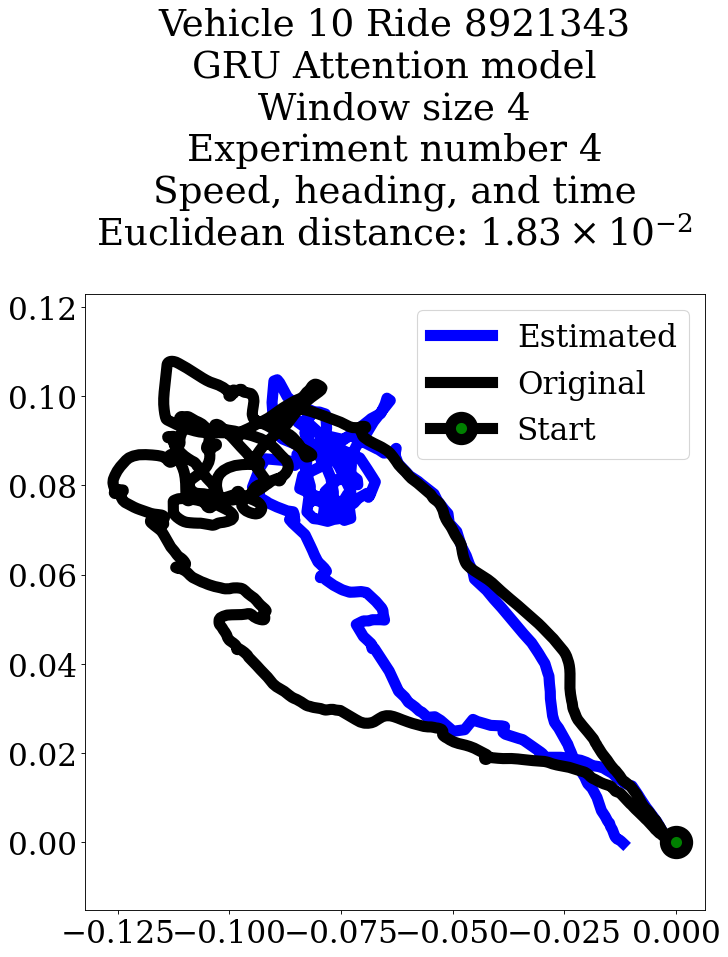 Vehicle 10 Ride 8921343
GRU Attention model
Window size 4
Experiment number 4
Speed, heading, and time
Euclidean distance: 1.83 × 10⁻²
Estimated
Original
Start
0.12
0.10
0.08
0.06
0.04
0.02
0.00
−0.125 −0.100 −0.075 −0.050 −0.025 0.000